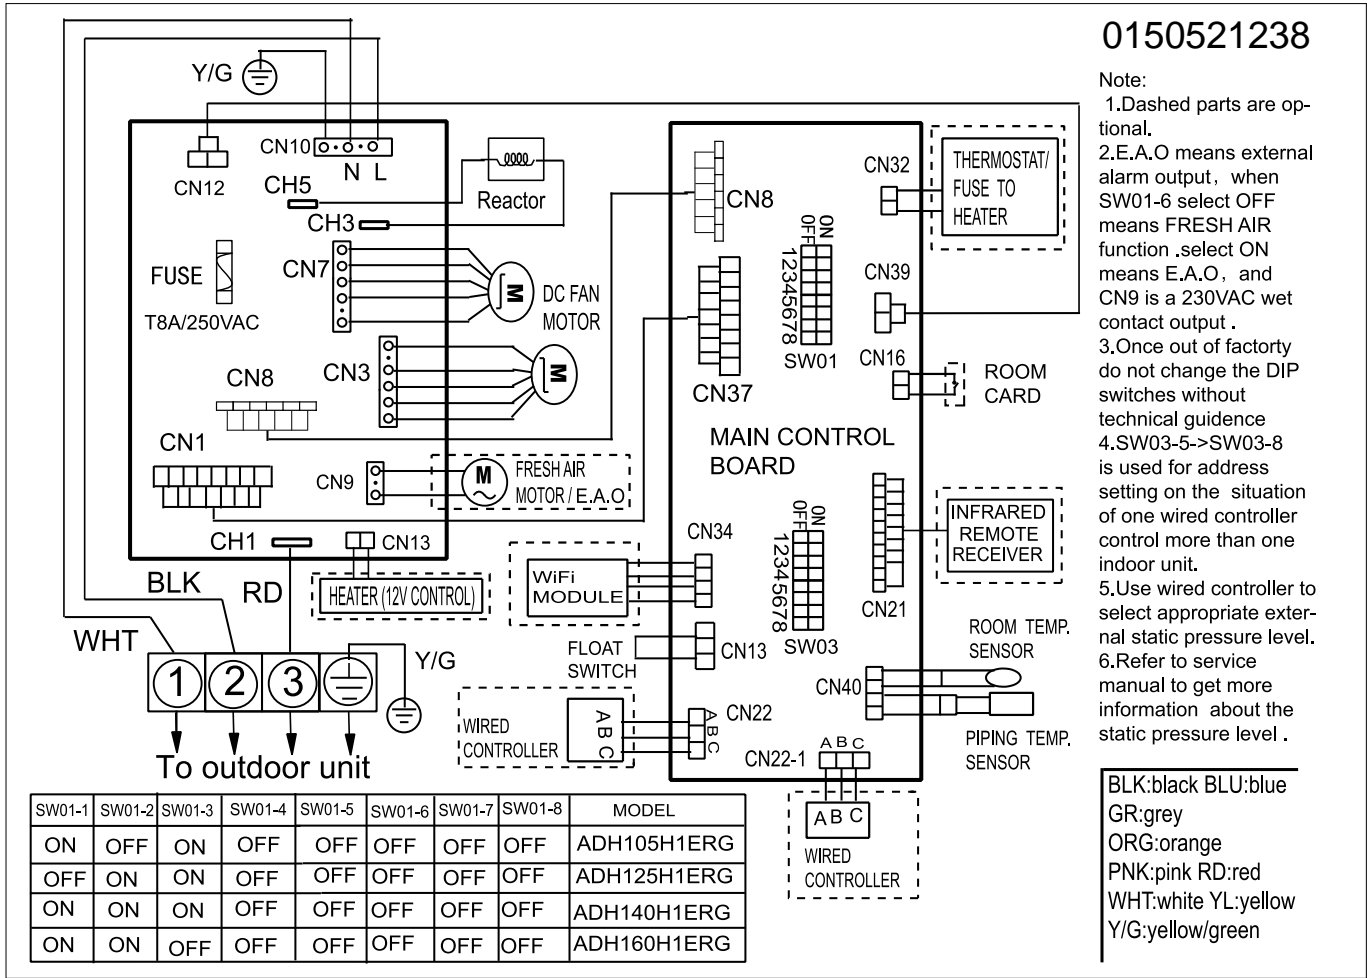 0150521238
Note:
1.Dashed parts are op-
tional.
2.E.A.O means external
alarm output, when
SW01-6 select OFF
means FRESH AIR
function .select ON
means E.A.O, and
CN9 is a 230VAC wet
contact output .
3.Once out of factorty
do not change the DIP
switches without
technical guidence
4.SW03-5->SW03-8
is used for address
setting on the situation
of one wired controller
control more than one
indoor unit.
5.Use wired controller to
select appropriate exter-
nal static pressure level.
6.Refer to service
manual to get more
information about the
static pressure level .
BLK:black BLU:blue
GR:grey
ORG:orange
PNK:pink RD:red
WHT:white YL:yellow
Y/G:yellow/green
Y/G
CN10
N L
CN12
CH5
CH3
Reactor
FUSE
T8A/250VAC
CN7
M
DC FAN
MOTOR
CN3
M
CN8
CN1
CN9
M
FRESH AIR
MOTOR / E.A.O
CH1
CN13
HEATER (12V CONTROL)
BLK
RD
WHT
1
2
3
Y/G
To outdoor unit
CN8
CN37
ON
OFF
12345678
SW01
CN32
THERMOSTAT/
FUSE TO
HEATER
CN39
CN16
ROOM
CARD
MAIN CONTROL
BOARD
ON
OFF
12345678
SW03
CN34
WiFi
MODULE
FLOAT
SWITCH
CN13
WIRED
CONTROLLER
A B C
A B C
CN22
CN21
INFRARED
REMOTE
RECEIVER
CN40
ROOM TEMP.
SENSOR
PIPING TEMP.
SENSOR
CN22-1
A B C
A B C
WIRED
CONTROLLER
SW01-1 SW01-2 SW01-3 SW01-4 SW01-5 SW01-6 SW01-7 SW01-8 MODEL
ON OFF ON OFF OFF OFF OFF OFF ADH105H1ERG
OFF ON ON OFF OFF OFF OFF OFF ADH125H1ERG
ON ON ON OFF OFF OFF OFF OFF ADH140H1ERG
ON ON OFF OFF OFF OFF OFF OFF ADH160H1ERG